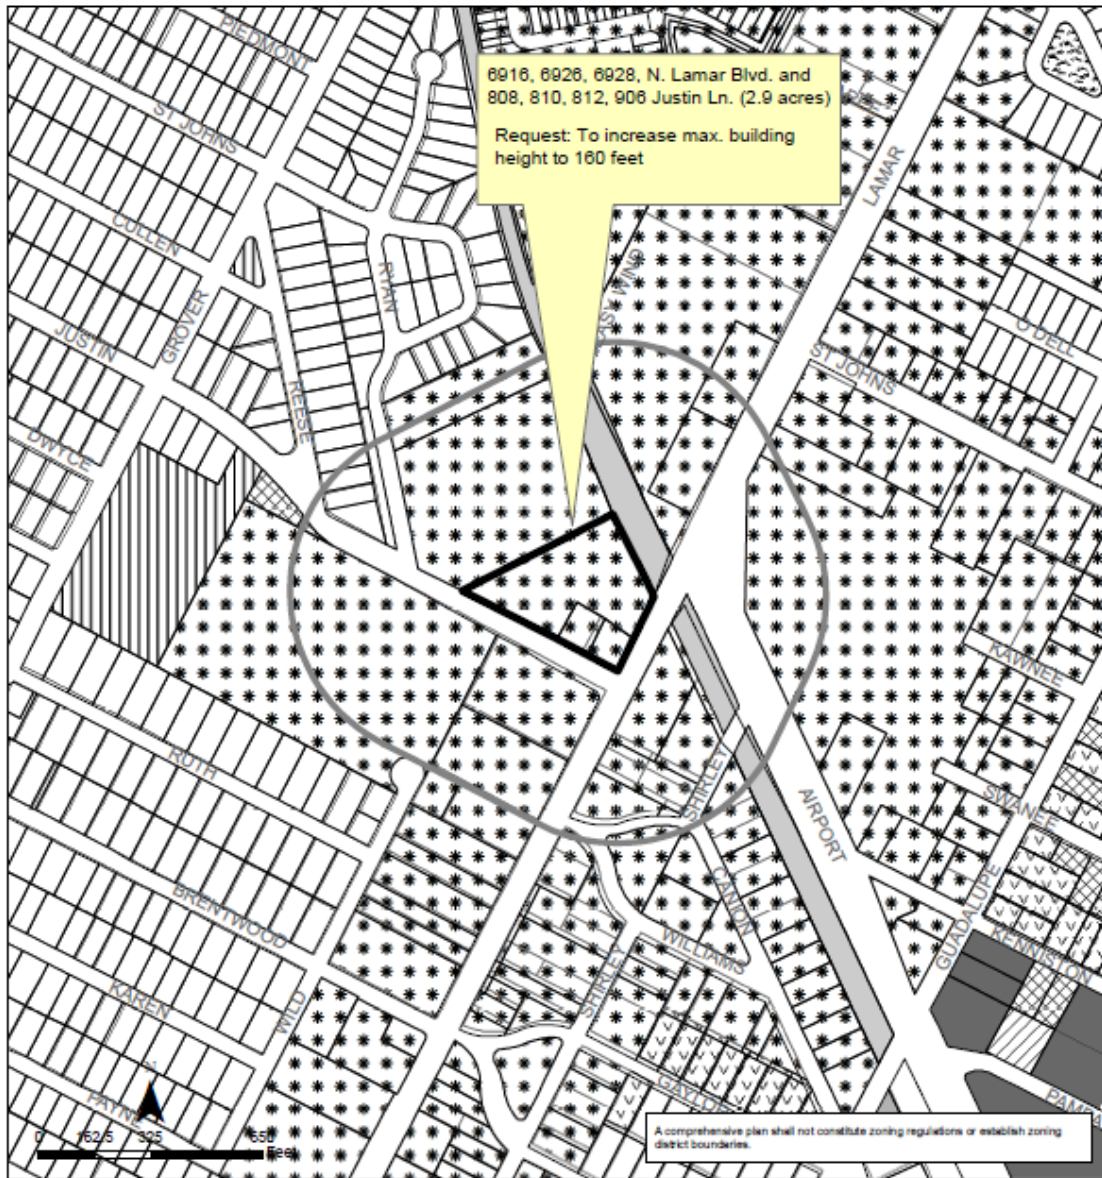 PIEDMONT
ST JOHNS
6916, 6926, 6928, N. Lamar Blvd. and
808, 810, 812, 906 Justin Ln. (2.9 acres)
Request: To increase max. building
height to 160 feet
LAMAR
CULLEN
RYAN
GROVER
JUSTIN
O DELL
ST JOHNS
REESE
DWYCE
KAWNEE
RUTH
SHIRLEY
SWANEE
AIRPORT
CANION
BRENTWOOD
GUADALUPE
KENNISTON
WILLIAMS
SHIRLEY
KAREN
WILD
PAYNE
0 162.5 325 650
Feet
A comprehensive plan shall not constitute zoning regulations or establish zoning
district boundaries.